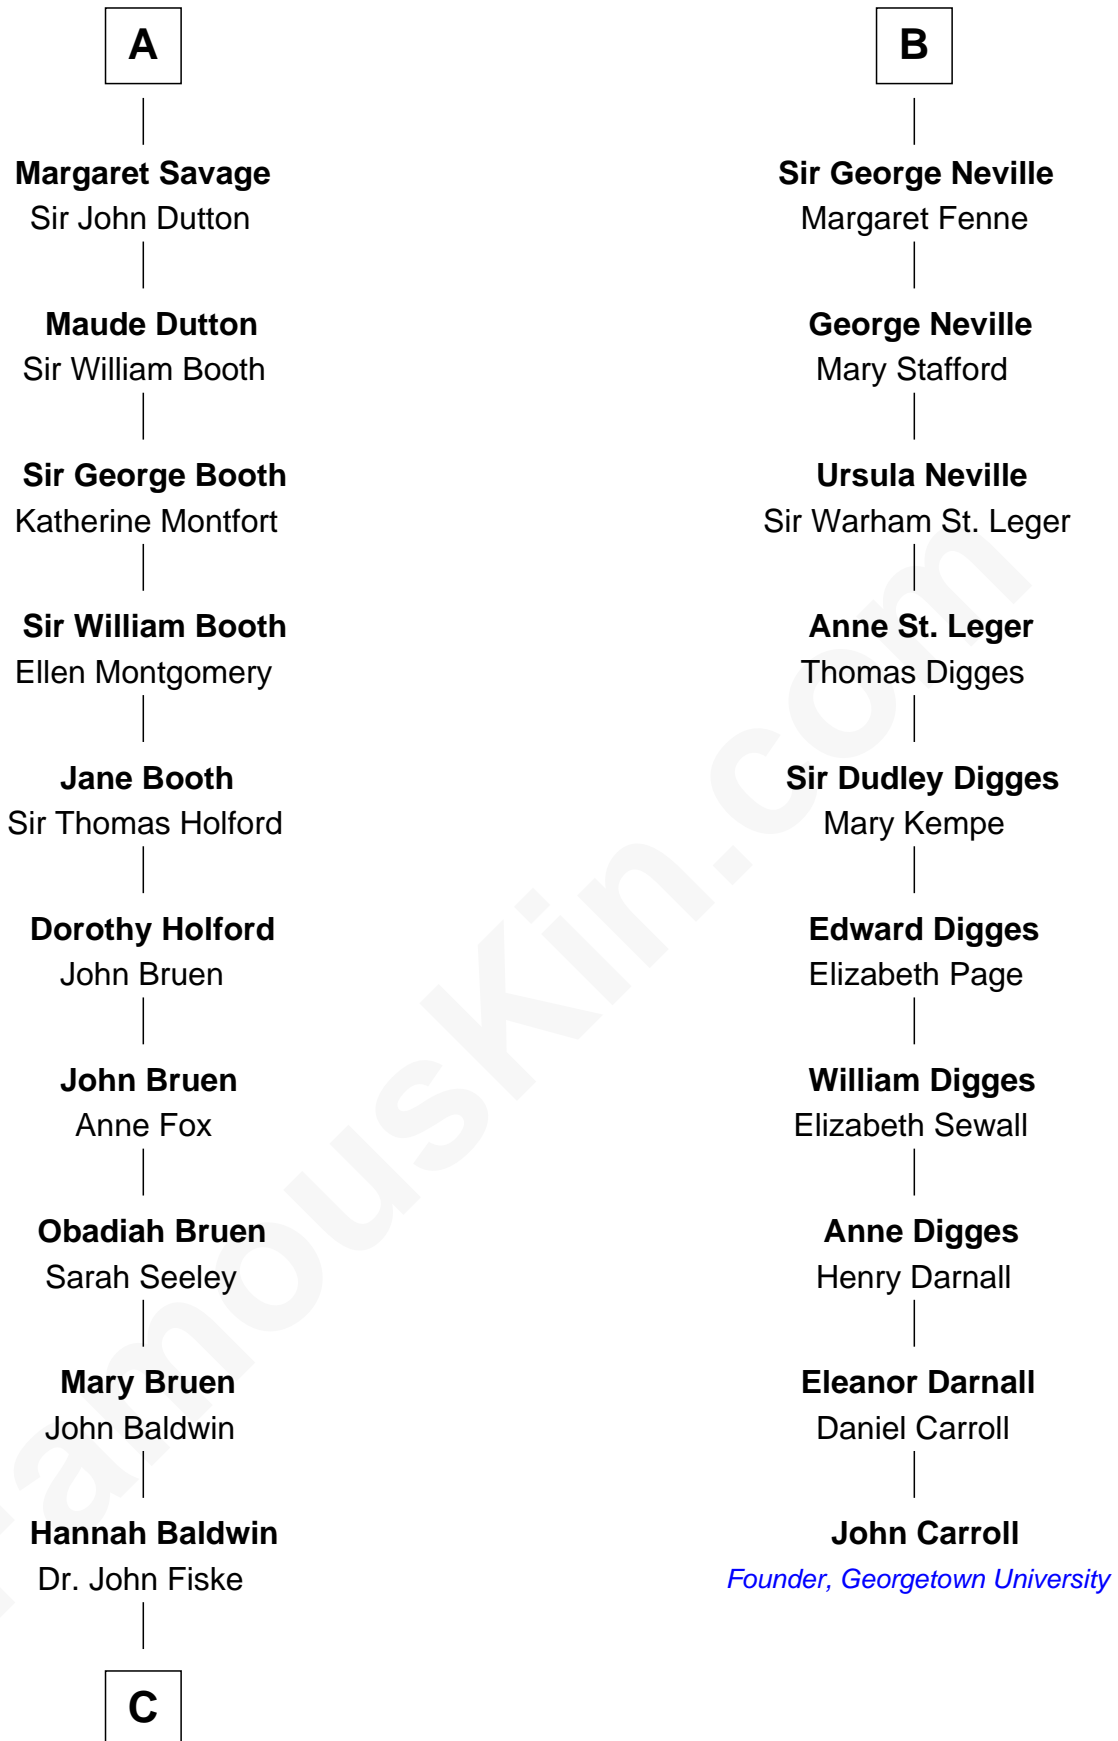 A
Margaret Savage
Sir John Dutton
Maude Dutton
Sir William Booth
Sir George Booth
Katherine Montfort
Sir William Booth
Ellen Montgomery
Jane Booth
Sir Thomas Holford
Dorothy Holford
John Bruen
John Bruen
Anne Fox
Obadiah Bruen
Sarah Seeley
Mary Bruen
John Baldwin
Hannah Baldwin
Dr. John Fiske
C
B
Sir George Neville
Margaret Fenne
George Neville
Mary Stafford
Ursula Neville
Sir Warham St. Leger
Anne St. Leger
Thomas Digges
Sir Dudley Digges
Mary Kempe
Edward Digges
Elizabeth Page
William Digges
Elizabeth Sewall
Anne Digges
Henry Darnall
Eleanor Darnall
Daniel Carroll
John Carroll
Founder, Georgetown University
FamousKin.com